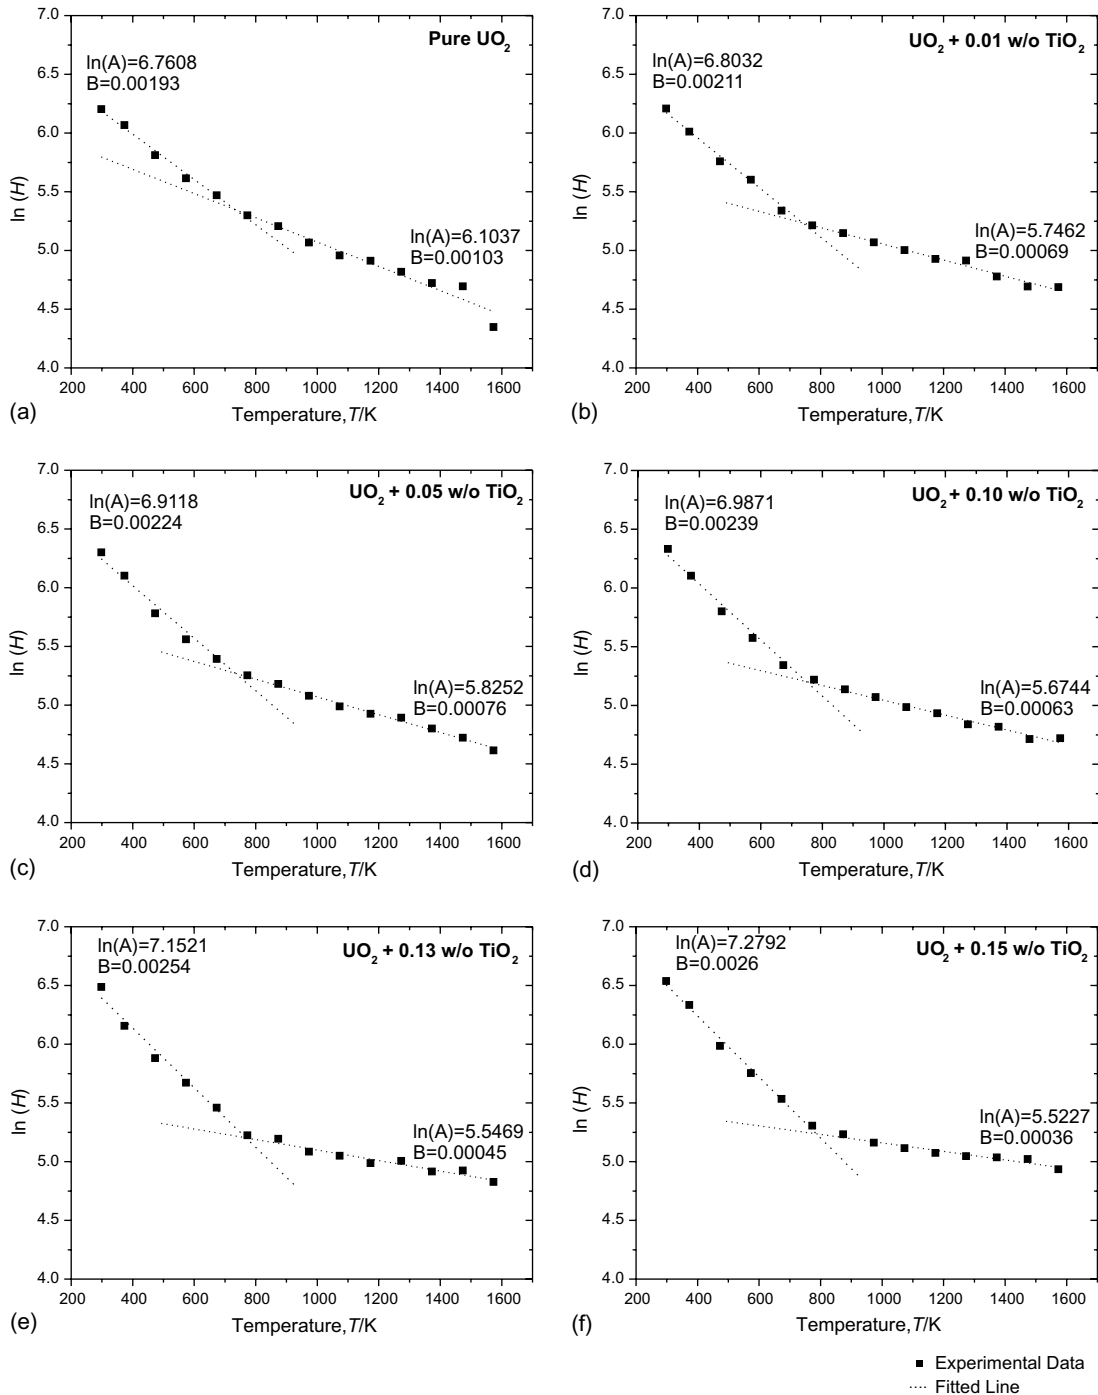 7.0
6.5
6.0
5.5
5.0
4.5
4.0
ln (H)
Pure UO₂
ln(A)=6.7608
B=0.00193
ln(A)=6.1037
B=0.00103
200 400 600 800 1000 1200 1400 1600
Temperature,T/K
(a)
7.0
6.5
6.0
5.5
5.0
4.5
4.0
ln (H)
UO₂ + 0.01 w/o TiO₂
ln(A)=6.8032
B=0.00211
ln(A)=5.7462
B=0.00069
200 400 600 800 1000 1200 1400 1600
Temperature,T/K
(b)
7.0
6.5
6.0
5.5
5.0
4.5
4.0
ln (H)
UO₂ + 0.05 w/o TiO₂
ln(A)=6.9118
B=0.00224
ln(A)=5.8252
B=0.00076
200 400 600 800 1000 1200 1400 1600
Temperature,T/K
(c)
7.0
6.5
6.0
5.5
5.0
4.5
4.0
ln (H)
UO₂ + 0.10 w/o TiO₂
ln(A)=6.9871
B=0.00239
ln(A)=5.6744
B=0.00063
200 400 600 800 1000 1200 1400 1600
Temperature,T/K
(d)
7.0
6.5
6.0
5.5
5.0
4.5
4.0
ln (H)
UO₂ + 0.13 w/o TiO₂
ln(A)=7.1521
B=0.00254
ln(A)=5.5469
B=0.00045
200 400 600 800 1000 1200 1400 1600
Temperature,T/K
(e)
7.0
6.5
6.0
5.5
5.0
4.5
4.0
ln (H)
UO₂ + 0.15 w/o TiO₂
ln(A)=7.2792
B=0.0026
ln(A)=5.5227
B=0.00036
200 400 600 800 1000 1200 1400 1600
Temperature,T/K
(f)
Experimental Data
Fitted Line